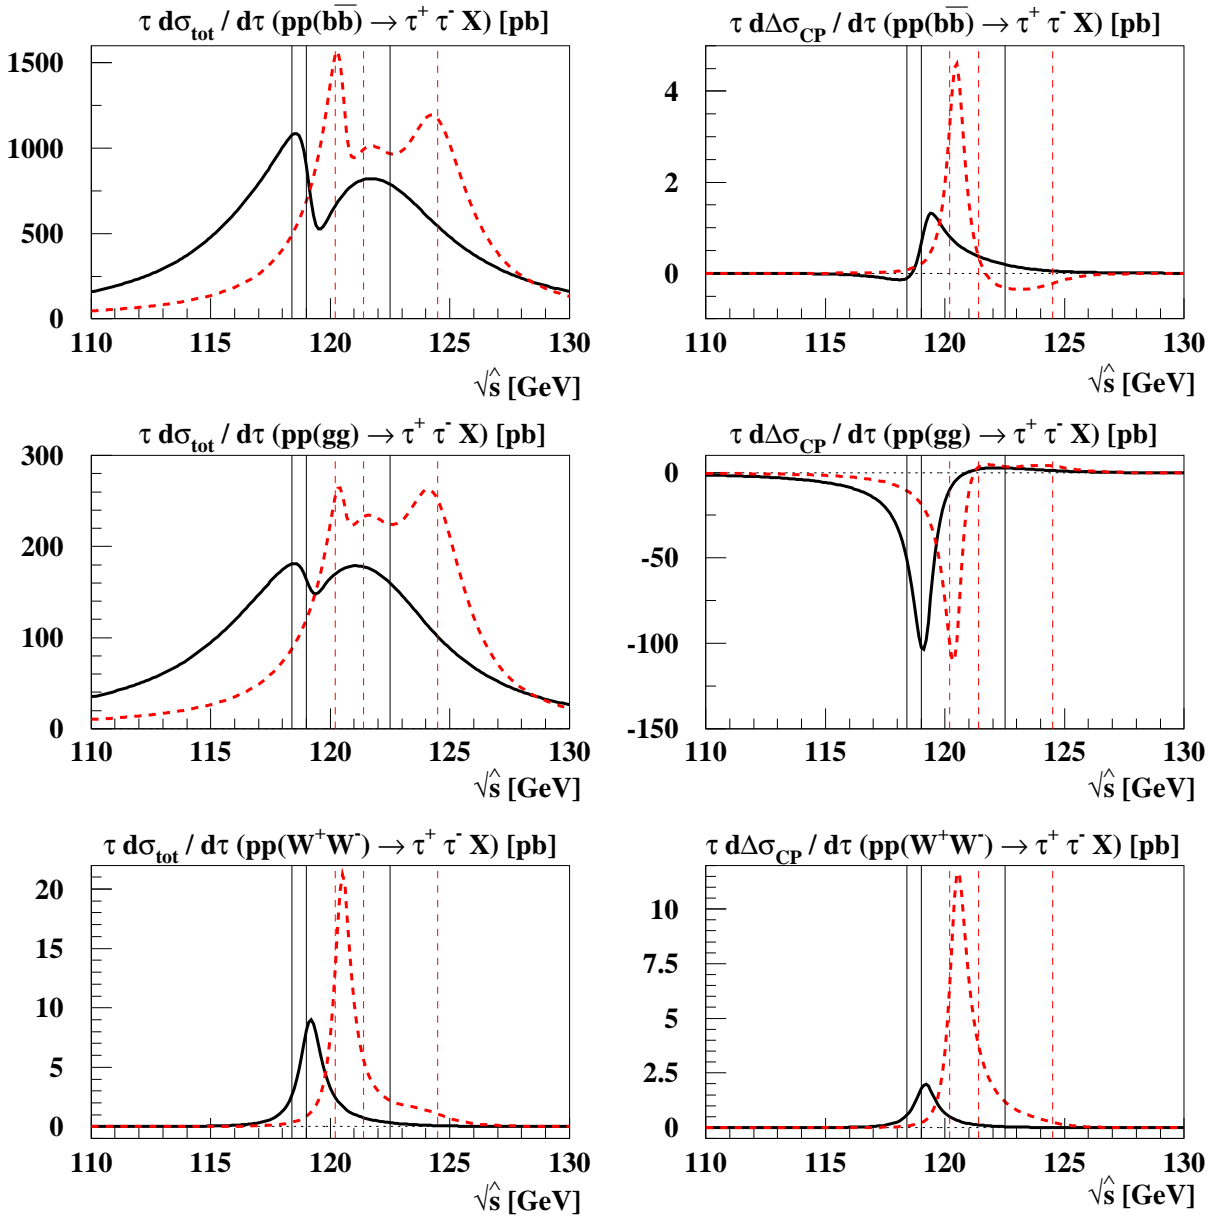 τ dσ_tot / dτ (pp(bb̅) → τ⁺ τ⁻ X) [pb]
1500
1000
500
0
110 115 120 125 130
√ŝ [GeV]
τ dΔσ_CP / dτ (pp(bb̅) → τ⁺ τ⁻ X) [pb]
4
2
0
110 115 120 125 130
√ŝ [GeV]
τ dσ_tot / dτ (pp(gg) → τ⁺ τ⁻ X) [pb]
300
200
100
0
110 115 120 125 130
√ŝ [GeV]
τ dΔσ_CP / dτ (pp(gg) → τ⁺ τ⁻ X) [pb]
0
-50
-100
-150
110 115 120 125 130
√ŝ [GeV]
τ dσ_tot / dτ (pp(W⁺W⁻) → τ⁺ τ⁻ X) [pb]
20
15
10
5
0
110 115 120 125 130
√ŝ [GeV]
τ dΔσ_CP / dτ (pp(W⁺W⁻) → τ⁺ τ⁻ X) [pb]
10
7.5
5
2.5
0
110 115 120 125 130
√ŝ [GeV]